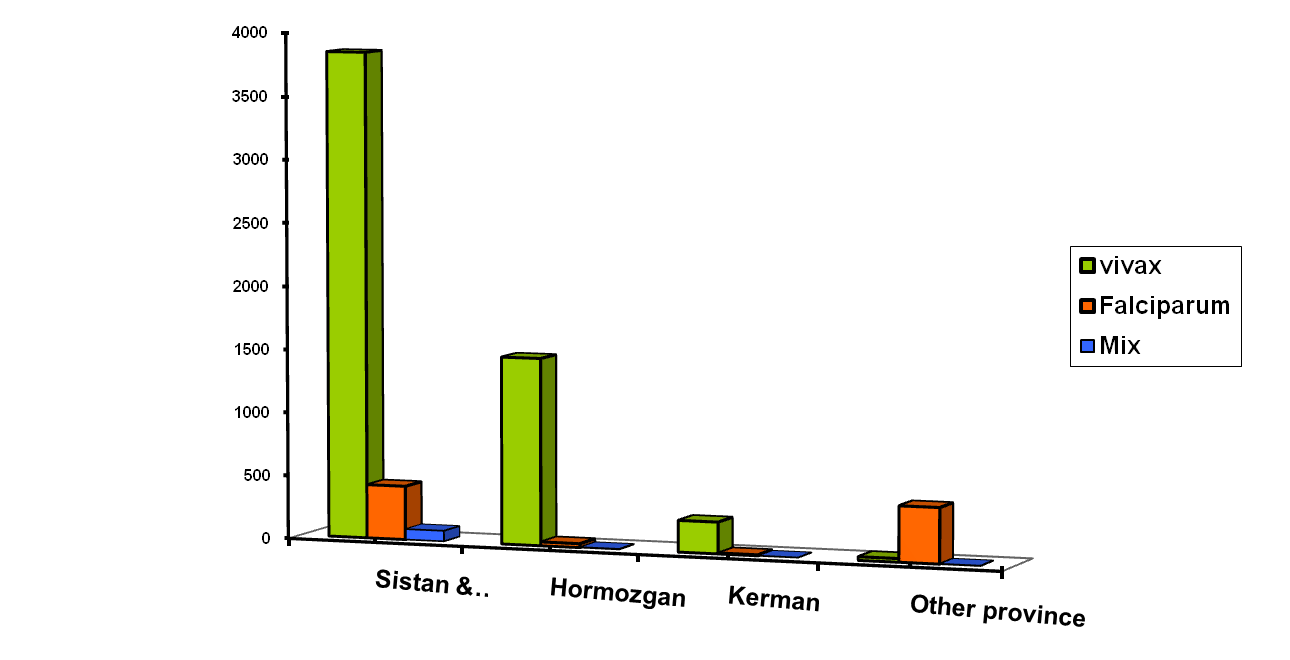 4000
3500
3000
2500
2000
1500
1000
500
0
Sistan &..
Hormozgan
Kerman
Other province
vivax
Falciparum
Mix